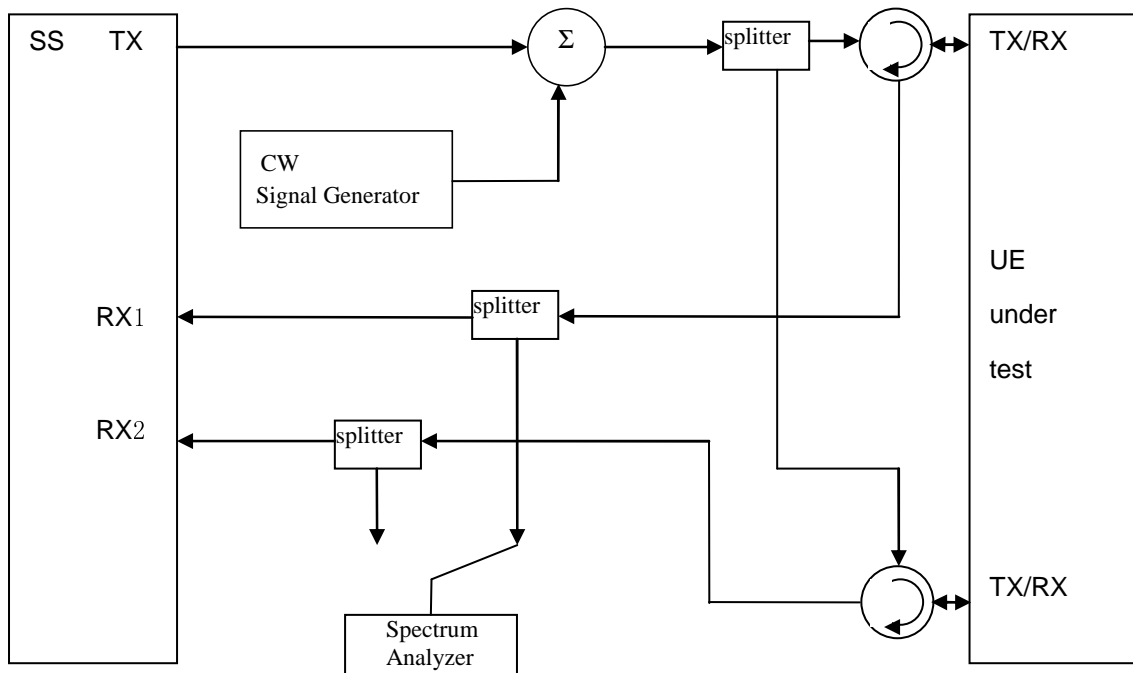 SS TX
Σ
splitter
TX/RX
CW
Signal Generator
UE
under
test
RX1
splitter
RX2
splitter
TX/RX
Spectrum
Analyzer